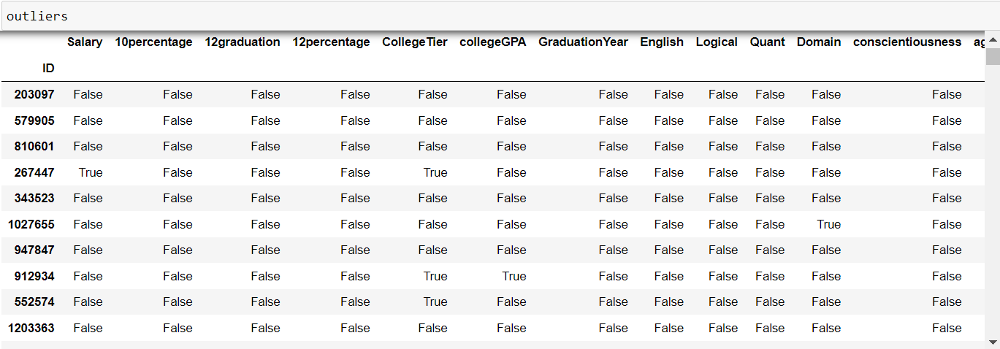 outliers
Salary 10percentage 12graduation 12percentage CollegeTier collegeGPA GraduationYear English Logical Quant Domain conscientiousness ag
ID
203097 False False False False False False False False False False False False
579905 False False False False False False False False False False False False
810601 False False False False False False False False False False False False
267447 True False False False True False False False False False False False
343523 False False False False False False False False False False False False
1027655 False False False False False False False False False False True False
947847 False False False False False False False False False False False False
912934 False False False False True True False False False False False False
552574 False False False False True False False False False False False False
1203363 False False False False False False False False False False False False